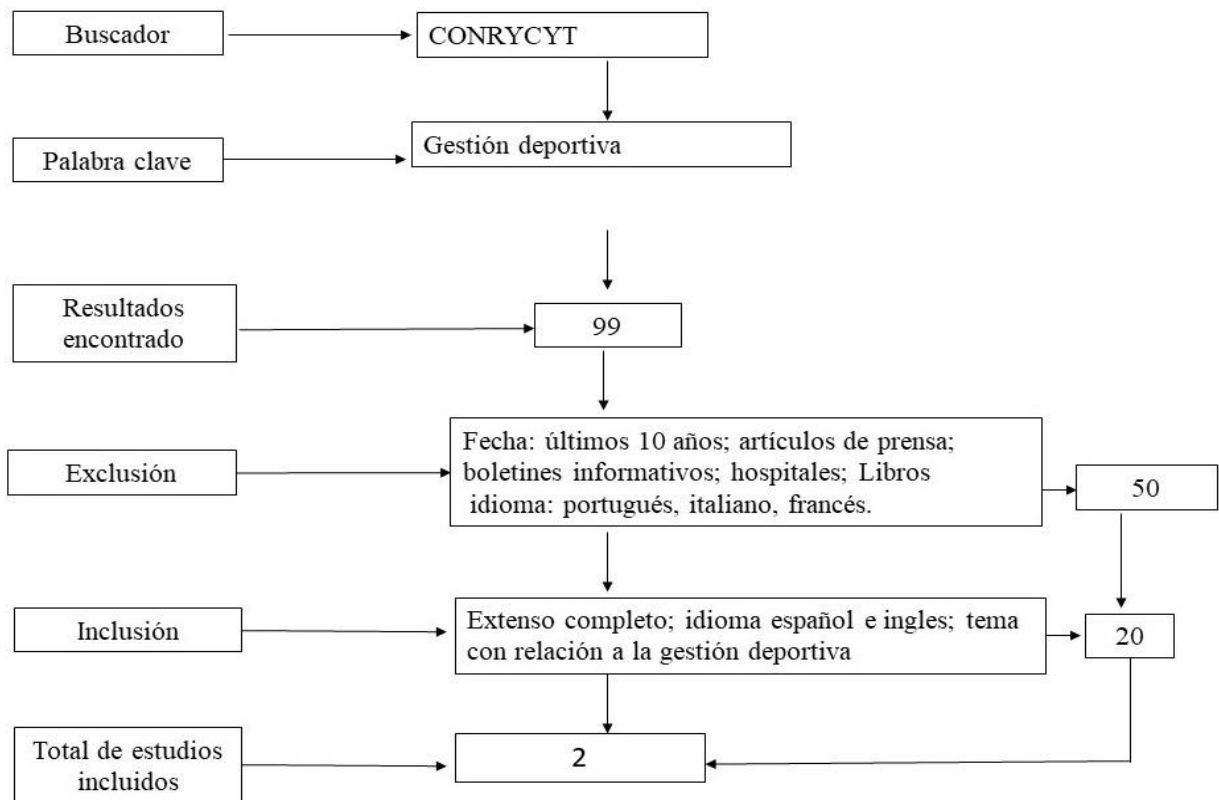 Buscador
CONRYCYT
Palabra clave
Gestión deportiva
Resultados
encontrado
99
Exclusión
Fecha: últimos 10 años; artículos de prensa;
boletines informativos; hospitales; Libros
idioma: portugués, italiano, francés.
50
Inclusión
Extenso completo; idioma español e ingles; tema
con relación a la gestión deportiva
20
Total de estudios
incluidos
2